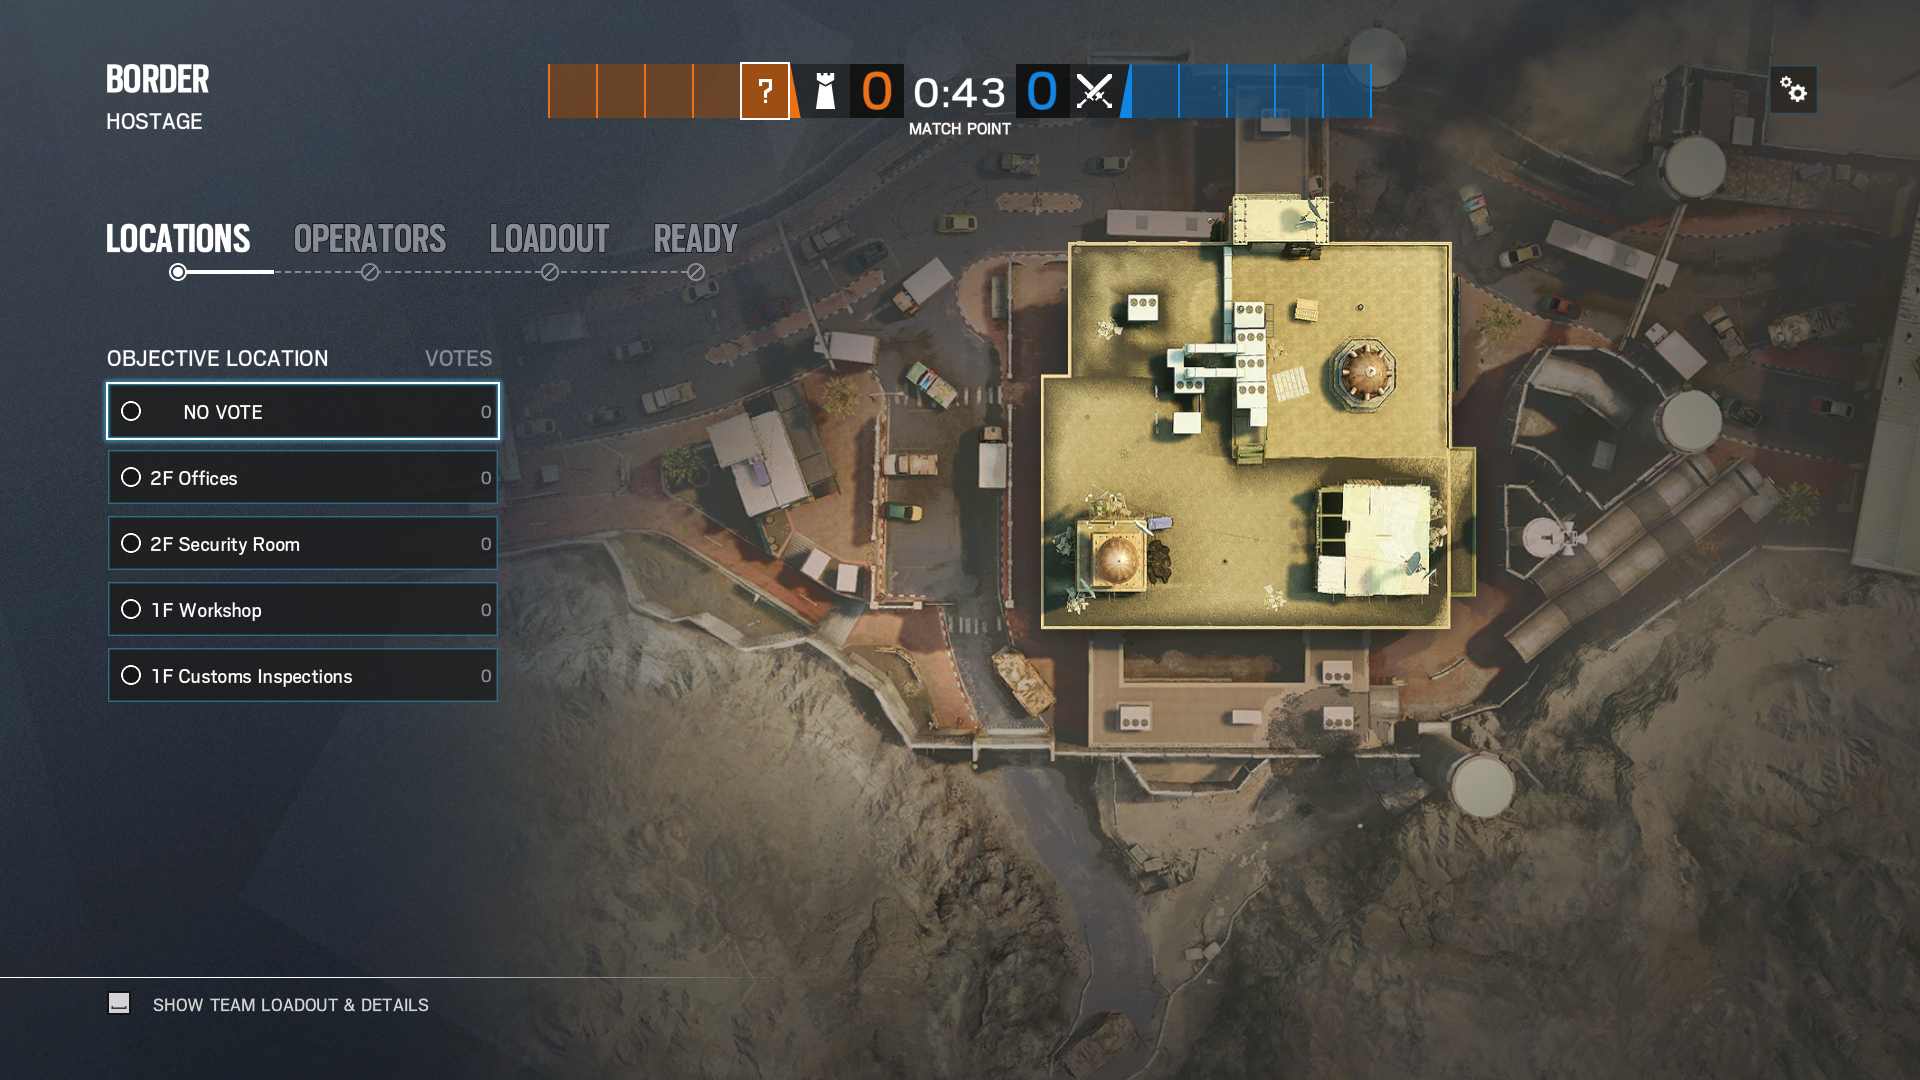 BORDER
HOSTAGE
?
0
0:43
0
MATCH POINT
LOCATIONS
OPERATORS
LOADOUT
READY
OBJECTIVE LOCATION
VOTES
NO VOTE
0
2F Offices
0
2F Security Room
0
1F Workshop
0
1F Customs Inspections
0
SHOW TEAM LOADOUT & DETAILS